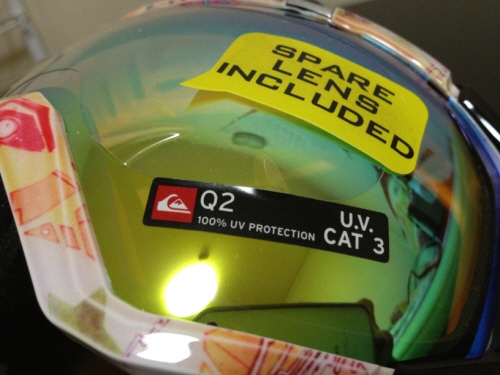 SPARE
LENS
INCLUDED
Q2
100% UV PROTECTION
U.V.
CAT 3